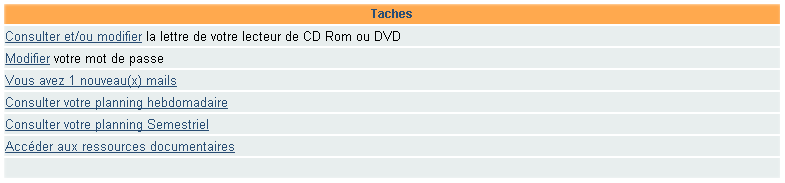 Taches
Consulter et/ou modifier la lettre de votre lecteur de CD Rom ou DVD
Modifier votre mot de passe
Vous avez 1 nouveau(x) mails
Consulter votre planning hebdomadaire
Consulter votre planning Semestriel
Accéder aux ressources documentaires